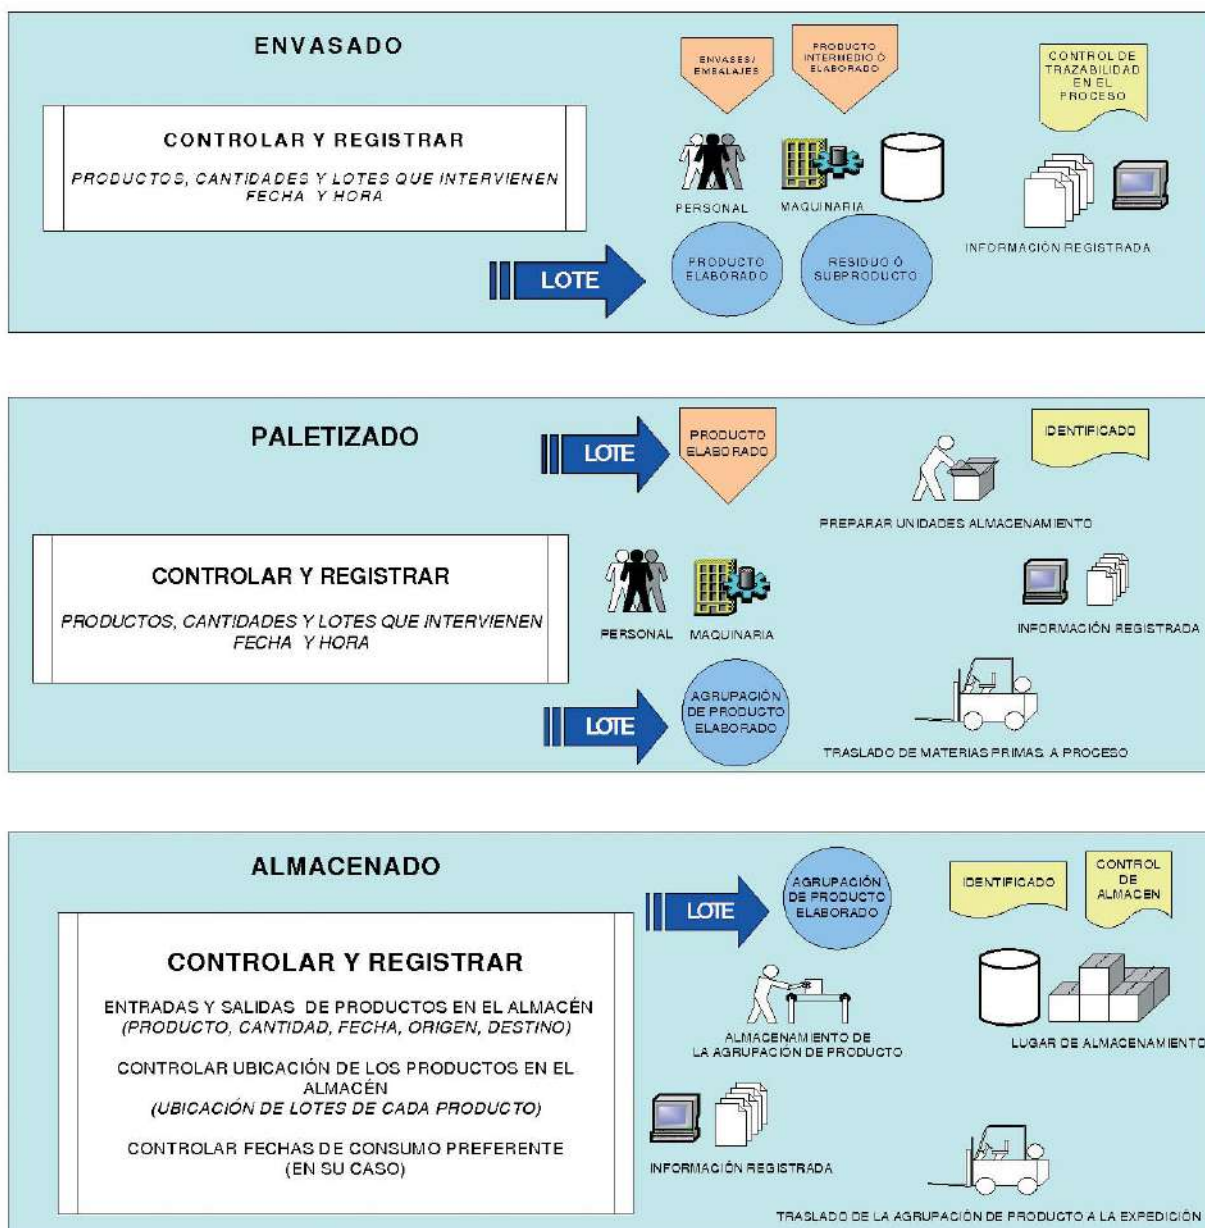 ENVASADO
CONTROLAR Y REGISTRAR
PRODUCTOS, CANTIDADES Y LOTES QUE INTERVIENEN
FECHA Y HORA
ENVASES/
EMBALAJES
PRODUCTO
INTERMEDIO Ó
ELABORADO
CONTROL DE
TRAZABILIDAD
EN EL
PROCESO
PERSONAL
MAQUINARIA
INFORMACIÓN REGISTRADA
LOTE
PRODUCTO
ELABORADO
RESIDUO Ó
SUBPRODUCTO
PALETIZADO
LOTE
PRODUCTO
ELABORADO
IDENTIFICADO
PREPARAR UNIDADES ALMACENAMIENTO
CONTROLAR Y REGISTRAR
PRODUCTOS, CANTIDADES Y LOTES QUE INTERVIENEN
FECHA Y HORA
PERSONAL
MAQUINARIA
INFORMACIÓN REGISTRADA
LOTE
AGRUPACIÓN
DE PRODUCTO
ELABORADO
TRASLADO DE MATERIAS PRIMAS. A PROCESO
ALMACENADO
LOTE
AGRUPACIÓN
DE PRODUCTO
ELABORADO
IDENTIFICADO
CONTROL
DE
ALMACEN
CONTROLAR Y REGISTRAR
ENTRADAS Y SALIDAS DE PRODUCTOS EN EL ALMACÉN
(PRODUCTO, CANTIDAD, FECHA, ORIGEN, DESTINO)
CONTROLAR UBICACIÓN DE LOS PRODUCTOS EN EL
ALMACÉN
(UBICACIÓN DE LOTES DE CADA PRODUCTO)
CONTROLAR FECHAS DE CONSUMO PREFERENTE
(EN SU CASO)
ALMACENAMIENTO DE
LA AGRUPACIÓN DE PRODUCTO
LUGAR DE ALMACENAMIENTO
INFORMACIÓN REGISTRADA
TRASLADO DE LA AGRUPACIÓN DE PRODUCTO A LA EXPEDICIÓN